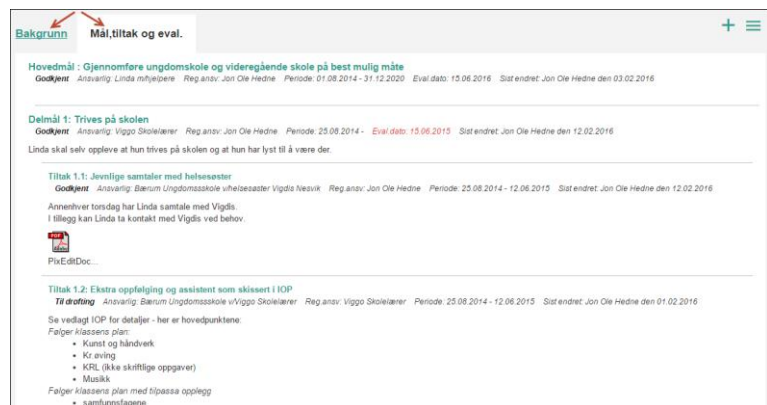 Bakgrunn Mål,tiltak og eval.
Hovedmål : Gjennomføre ungdomskole og videregående skole på best mulig måte
Godkjent Ansvarlig: Linda m/hjelpere Reg.ansv: Jon Ole Hedne Periode: 01.08.2014 - 31.12.2020 Eval.dato: 15.06.2016 Sist endret: Jon Ole Hedne den 03.02.2016
Delmål 1: Trives på skolen
Godkjent Ansvarlig: Viggo Skolelærer Reg.ansv: Jon Ole Hedne Periode: 25.08.2014 - Eval.dato: 15.06.2015 Sist endret: Jon Ole Hedne den 12.02.2016
Linda skal selv oppleve at hun trives på skolen og at hun har lyst til å være der.
Tiltak 1.1: Jevnlige samtaler med helsesøster
Godkjent Ansvarlig: Bærum Ungdomssskole v/helsesøster Vigdis Nesvik Reg.ansv: Jon Ole Hedne Periode: 25.08.2014 - 12.06.2015 Sist endret: Jon Ole Hedne den 12.02.2016
Annenhver torsdag har Linda samtale med Vigdis.
I tillegg kan Linda ta kontakt med Vigdis ved behov.
PDF
Adobe
PixEditDoc...
Tiltak 1.2: Ekstra oppfølging og assistent som skissert i IOP
Til drøfting Ansvarlig: Bærum Ungdomssskole v/Viggo Skolelærer Reg.ansv: Viggo Skolelærer Periode: 25.08.2014 - 12.06.2015 Sist endret: Jon Ole Hedne den 01.02.2016
Se vedlagt IOP for detaljer - her er hovedpunktene:
Følger klassens plan:
• Kunst og håndverk
• Kr.øving
• KRL (ikke skriftlige oppgaver)
• Musikk
Følger klassens plan med tilpassa opplegg
• samfunnsfagene